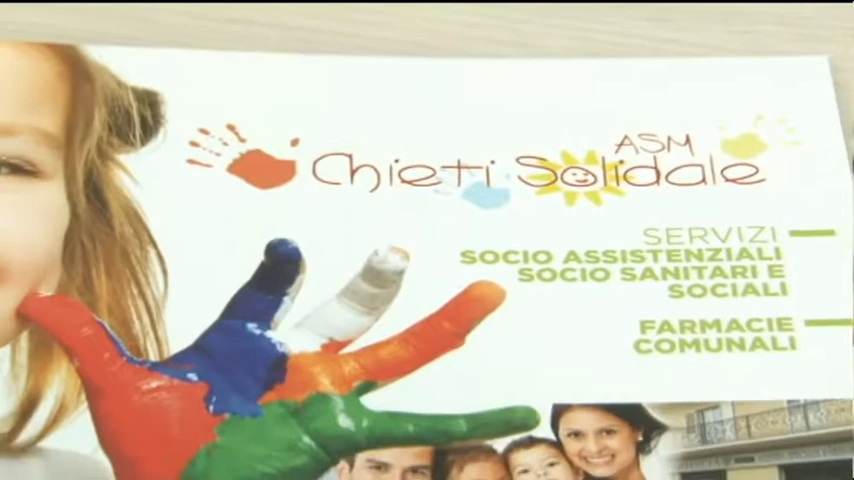 ASM
Chieti Solidale
SERVIZI
SOCIO ASSISTENZIALI
SOCIO SANITARI E
SOCIALI
FARMACIE
COMUNALI